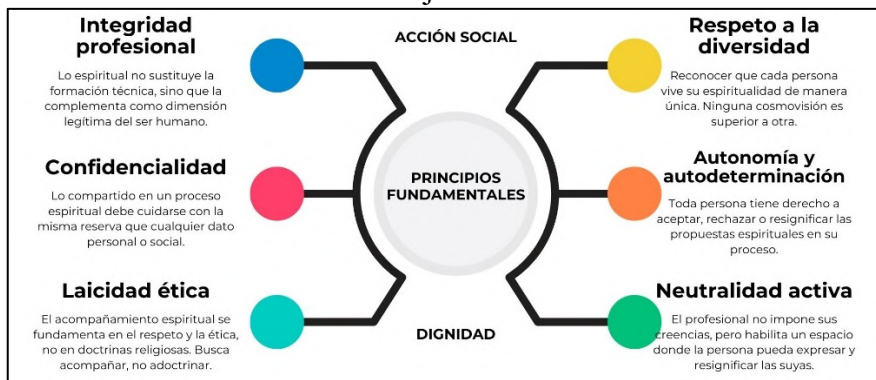 ACCIÓN SOCIAL
Integridad
profesional
Lo espiritual no sustituye la
formación técnica, sino que la
complementa como dimensión
legítima del ser humano.
Confidencialidad
Lo compartido en un proceso
espiritual debe cuidarse con la
misma reserva que cualquier dato
personal o social.
Laicidad ética
El acompañamiento espiritual se
fundamenta en el respeto y la ética,
no en doctrinas religiosas. Busca
acompañar, no adoctrinar.
PRINCIPIOS
FUNDAMENTALES
Respeto a la
diversidad
Reconocer que cada persona
vive su espiritualidad de manera
única. Ninguna cosmovisión es
superior a otra.
Autonomía y
autodeterminación
Toda persona tiene derecho a
aceptar, rechazar o resignificar las
propuestas espirituales en su
proceso.
Neutralidad activa
El profesional no impone sus
creencias, pero habilita un espacio
donde la persona pueda expresar y
resignificar las suyas.
DIGNIDAD